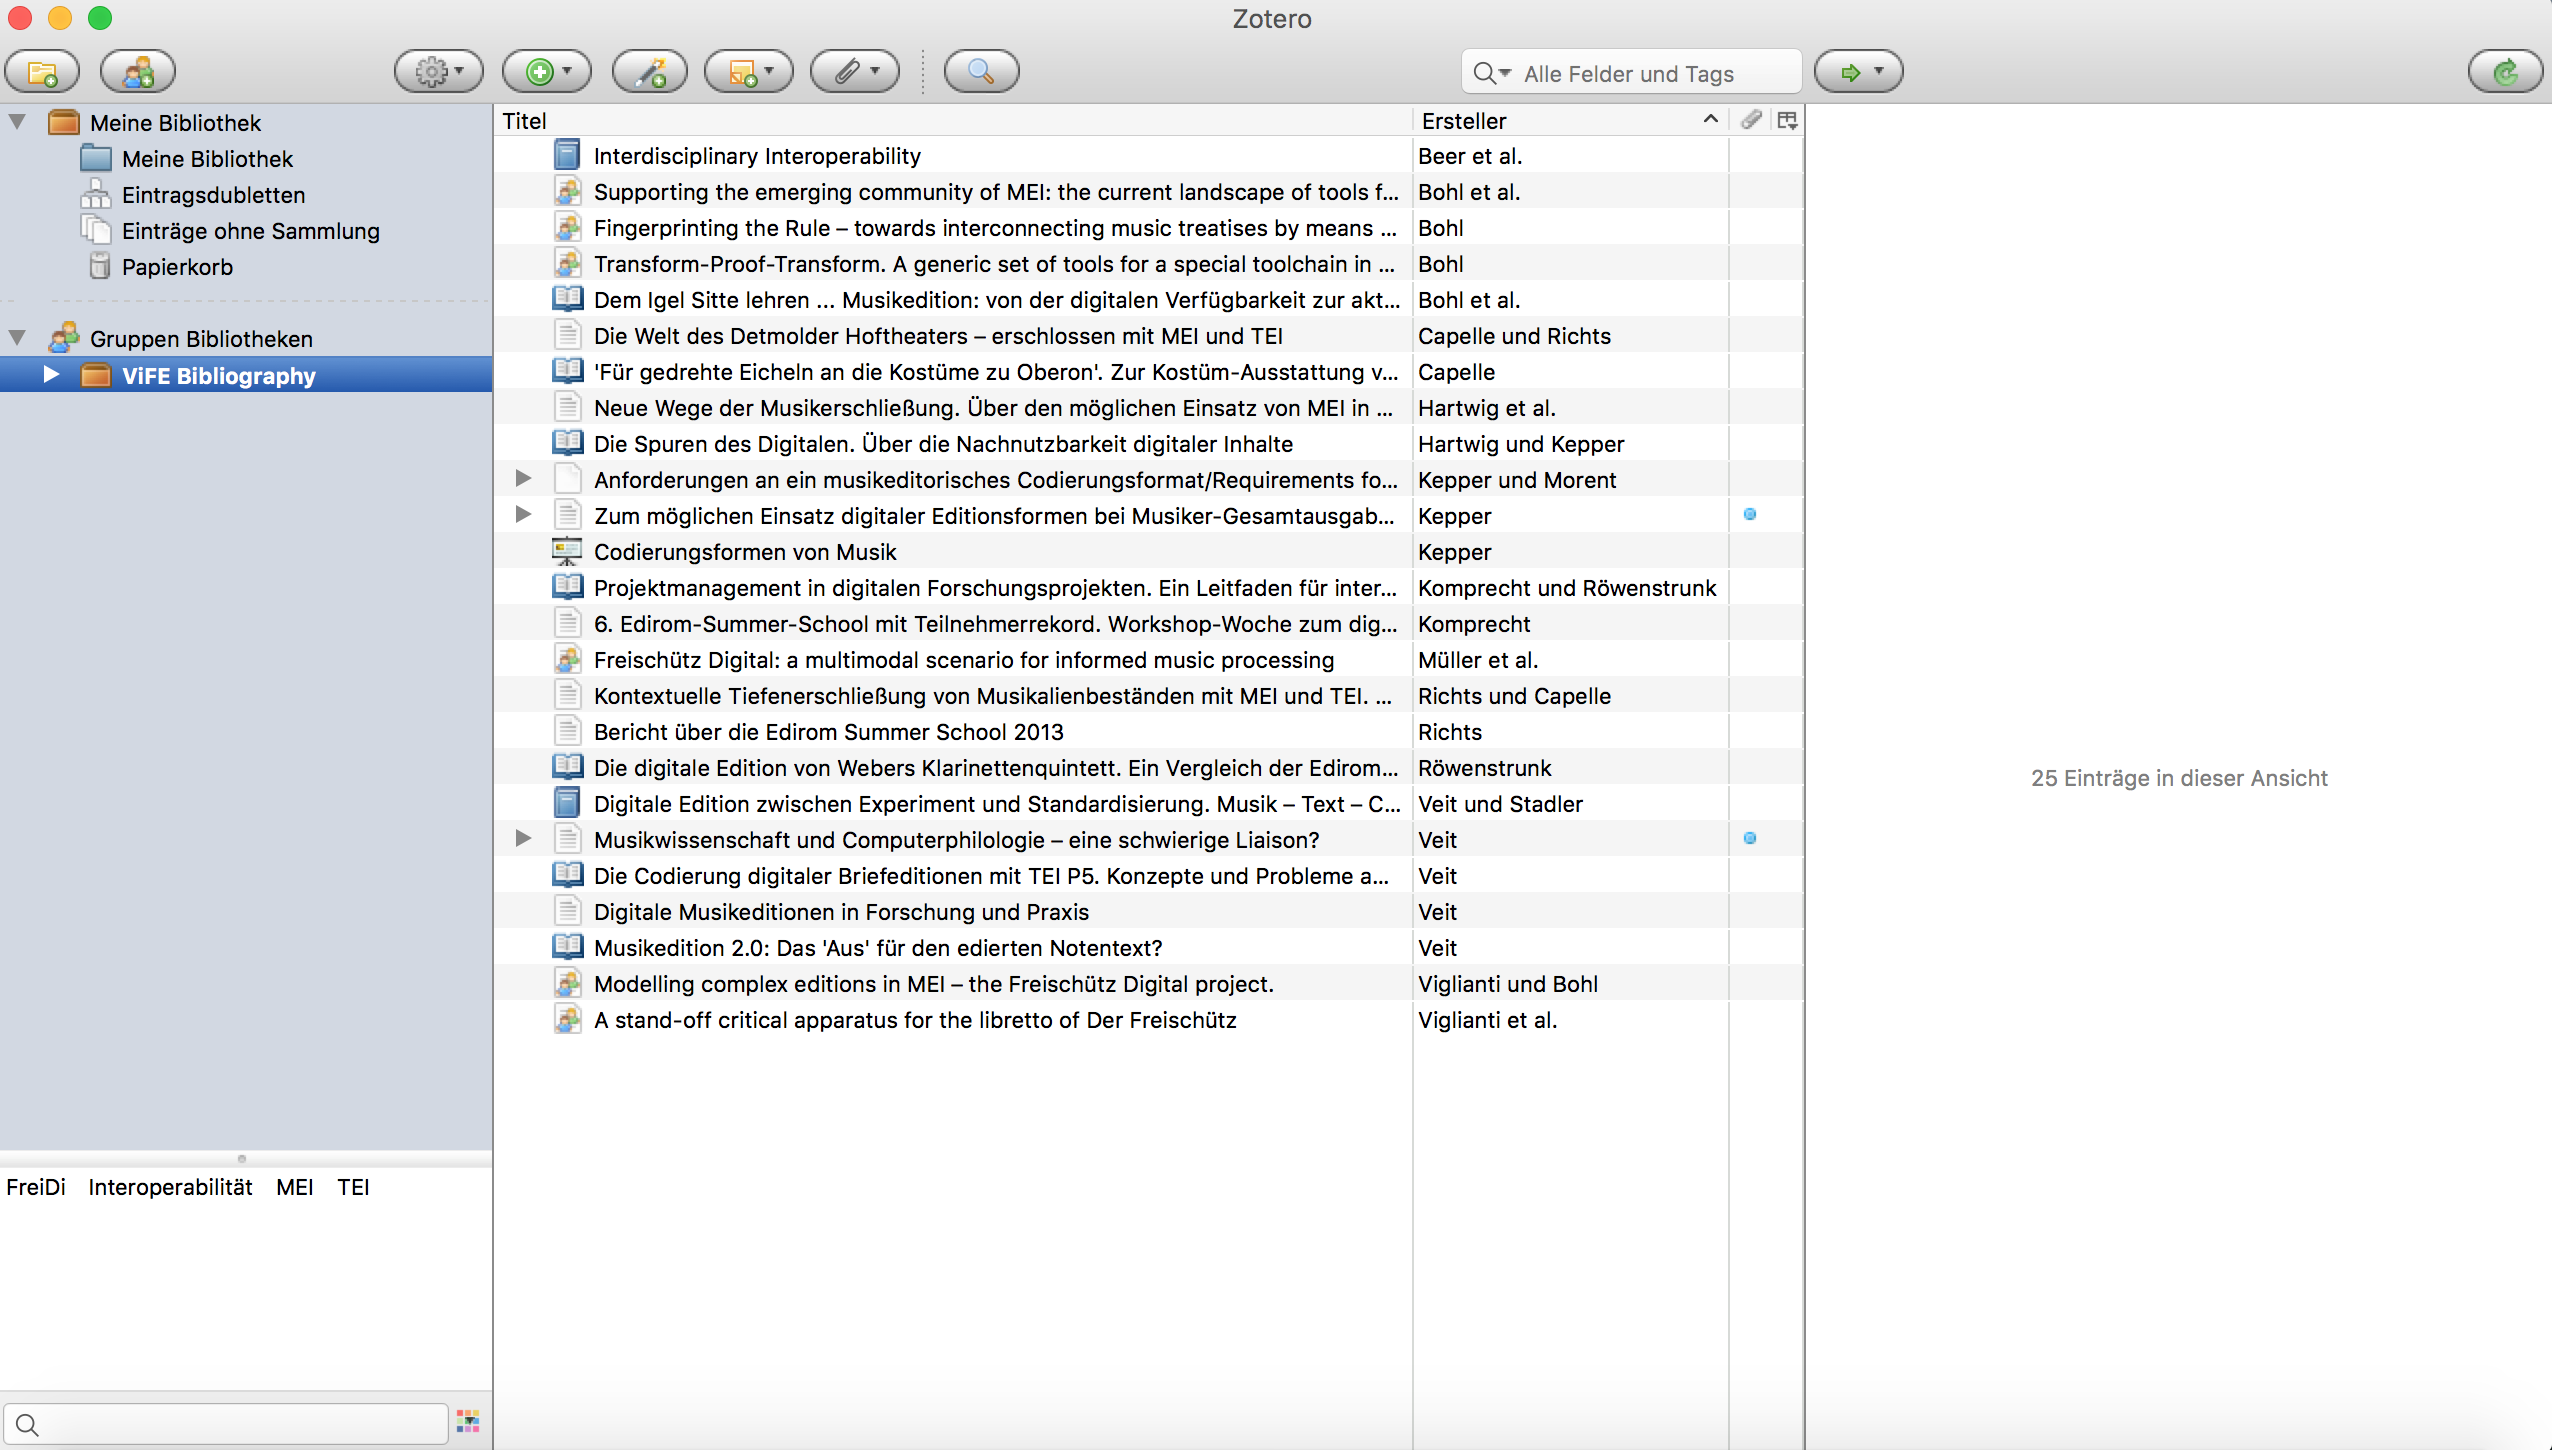 Zotero
Alle Felder und Tags
Meine Bibliothek
Meine Bibliothek
Eintragsdubletten
Einträge ohne Sammlung
Papierkorb
Gruppen Bibliotheken
ViFE Bibliography
FreiDi Interoperabilität MEI TEI
Titel Ersteller
Interdisciplinary Interoperability Beer et al.
Supporting the emerging community of MEI: the current landscape of tools f... Bohl et al.
Fingerprinting the Rule – towards interconnecting music treatises by means ... Bohl
Transform-Proof-Transform. A generic set of tools for a special toolchain in ... Bohl
Dem Igel Sitte lehren ... Musikedition: von der digitalen Verfügbarkeit zur akt... Bohl et al.
Die Welt des Detmolder Hoftheaters – erschlossen mit MEI und TEI Capelle und Richts
'Für gedrehte Eicheln an die Kostüme zu Oberon'. Zur Kostüm-Ausstattung v... Capelle
Neue Wege der Musikerschließung. Über den möglichen Einsatz von MEI in ... Hartwig et al.
Die Spuren des Digitalen. Über die Nachnutzbarkeit digitaler Inhalte Hartwig und Kepper
Anforderungen an ein musikeditorisches Codierungsformat/Requirements fo... Kepper und Morent
Zum möglichen Einsatz digitaler Editionsformen bei Musiker-Gesamtausgab... Kepper
Codierungsformen von Musik Kepper
Projektmanagement in digitalen Forschungsprojekten. Ein Leitfaden für inter... Komprecht und Röwenstrunk
6. Edirom-Summer-School mit Teilnehmerrekord. Workshop-Woche zum dig... Komprecht
Freischütz Digital: a multimodal scenario for informed music processing Müller et al.
Kontextuelle Tiefenerschließung von Musikalienbeständen mit MEI und TEI. ... Richts und Capelle
Bericht über die Edirom Summer School 2013 Richts
Die digitale Edition von Webers Klarinettenquintett. Ein Vergleich der Edirom... Röwenstrunk
Digitale Edition zwischen Experiment und Standardisierung. Musik – Text – C... Veit und Stadler
Musikwissenschaft und Computerphilologie – eine schwierige Liaison? Veit
Die Codierung digitaler Briefeditionen mit TEI P5. Konzepte und Probleme a... Veit
Digitale Musikeditionen in Forschung und Praxis Veit
Musikedition 2.0: Das 'Aus' für den edierten Notentext? Veit
Modelling complex editions in MEI – the Freischütz Digital project. Viglianti und Bohl
A stand-off critical apparatus for the libretto of Der Freischütz Viglianti et al.
25 Einträge in dieser Ansicht